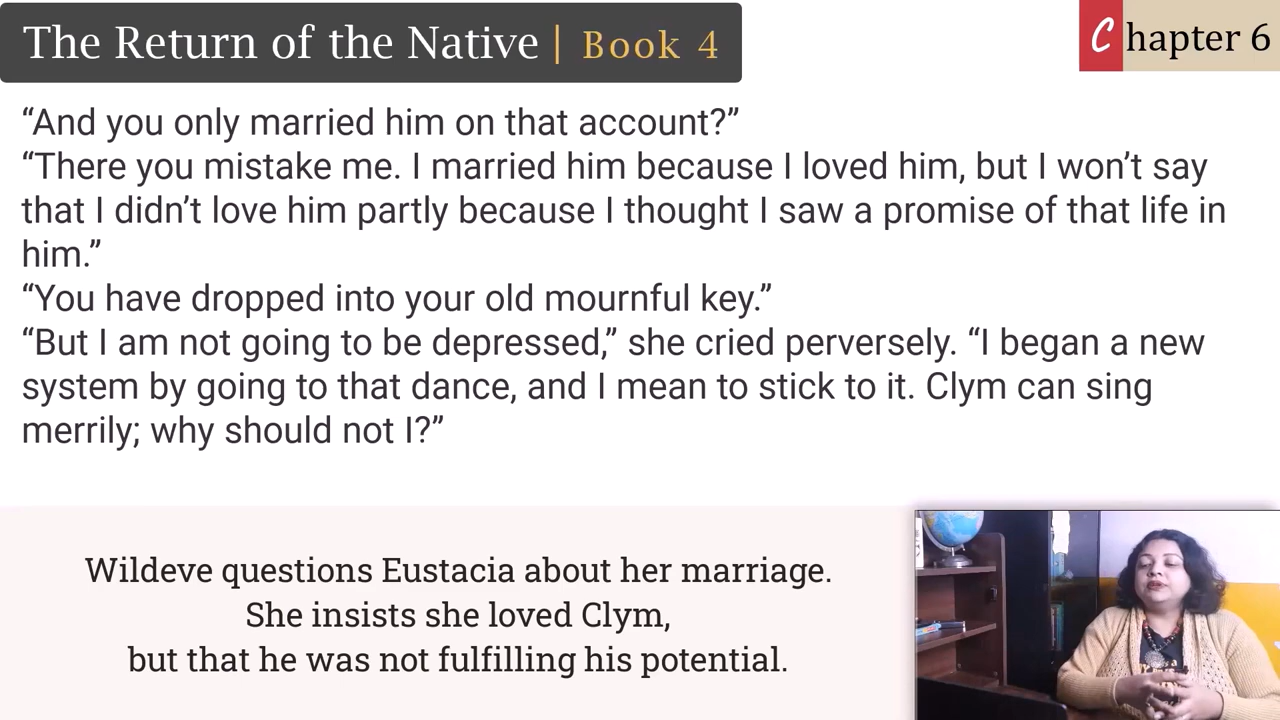 The Return of the Native | Book 4
Chapter 6
“And you only married him on that account?”
“There you mistake me. I married him because I loved him, but I won’t say
that I didn’t love him partly because I thought I saw a promise of that life in
him.”
“You have dropped into your old mournful key.”
“But I am not going to be depressed,” she cried perversely. “I began a new
system by going to that dance, and I mean to stick to it. Clym can sing
merrily; why should not I?”
Wildeve questions Eustacia about her marriage.
She insists she loved Clym,
but that he was not fulfilling his potential.